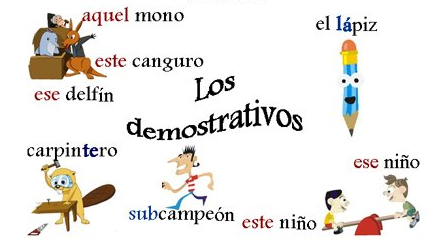 aquel mono
este canguro
ese delfín
Los
demostrativos
el lápiz
carpintero
subcampeón
ese niño
este niño